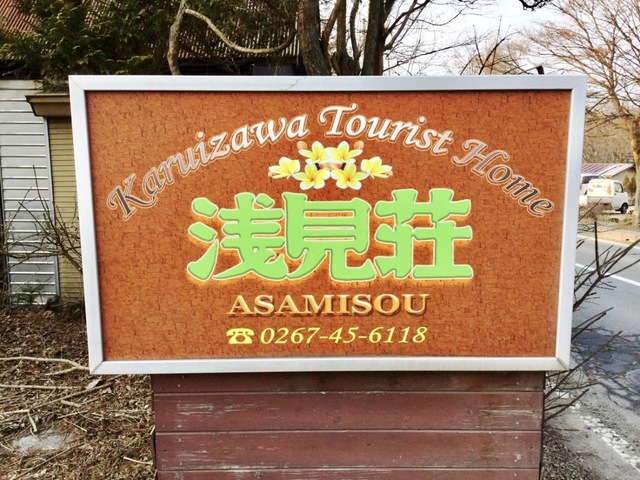 Karuizawa Tourist Home
浅見荘
ASAMISOU
☎ 0267-45-6118